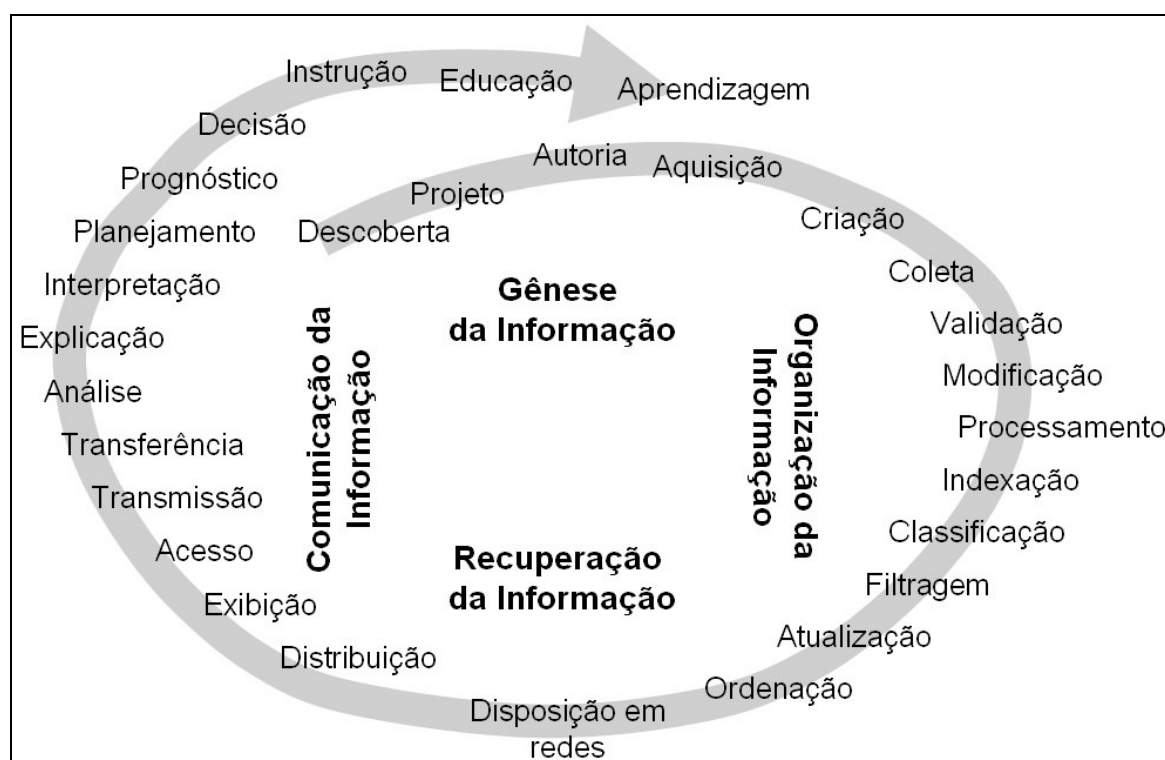 Instrução
Educação
Aprendizagem
Decisão
Autoria
Aquisição
Prognóstico
Projeto
Planejamento
Descoberta
Criação
Interpretação
Coleta
Gênese
da Informação
Explicação
Validação
Análise
Modificação
Comunicação da
Informação
Organização da
Informação
Transferência
Processamento
Transmissão
Indexação
Acesso
Classificação
Recuperação
da Informação
Exibição
Filtragem
Distribuição
Atualização
Ordenação
Disposição em
redes